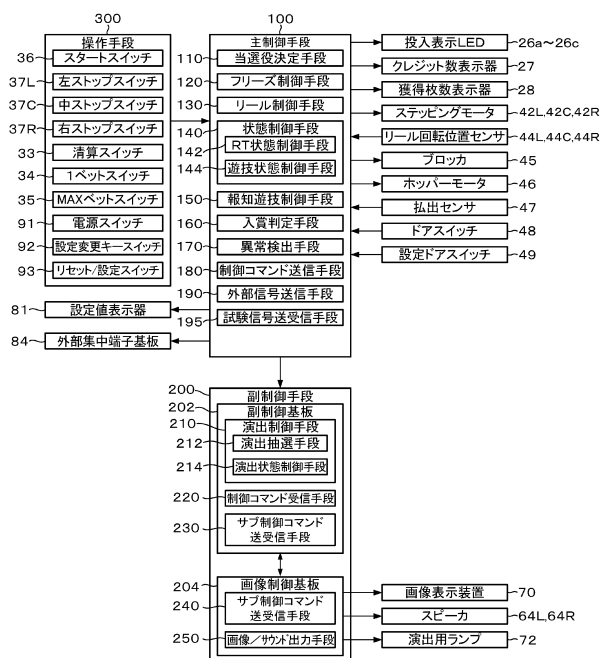 300
操作手段
36 スタートスイッチ
37L 左ストップスイッチ
37C 中ストップスイッチ
37R 右ストップスイッチ
33 清算スイッチ
34 1ベットスイッチ
35 MAXベットスイッチ
91 電源スイッチ
92 設定変更キースイッチ
93 リセット/設定スイッチ
81 設定値表示器
84 外部集中端子基板
100
主制御手段
110 当選役決定手段
120 フリーズ制御手段
130 リール制御手段
140 状態制御手段
142 RT状態制御手段
144 遊技状態制御手段
150 報知遊技制御手段
160 入賞判定手段
170 異常検出手段
180 制御コマンド送信手段
190 外部信号送信手段
195 試験信号送受信手段
投入表示LED 26a～26c
クレジット数表示器 27
獲得枚数表示器 28
ステッピングモータ 42L,42C,42R
リール回転位置センサ 44L,44C,44R
ブロッカ 45
ホッパーモータ 46
払出センサ 47
ドアスイッチ 48
設定ドアスイッチ 49
200 副制御手段
202 副制御基板
210 演出制御手段
212 演出抽選手段
214 演出状態制御手段
220 制御コマンド受信手段
230 サブ制御コマンド
送受信手段
204 画像制御基板
240 サブ制御コマンド
送受信手段
250 画像／サウンド出力手段
画像表示装置 70
スピーカ 64L,64R
演出用ランプ 72